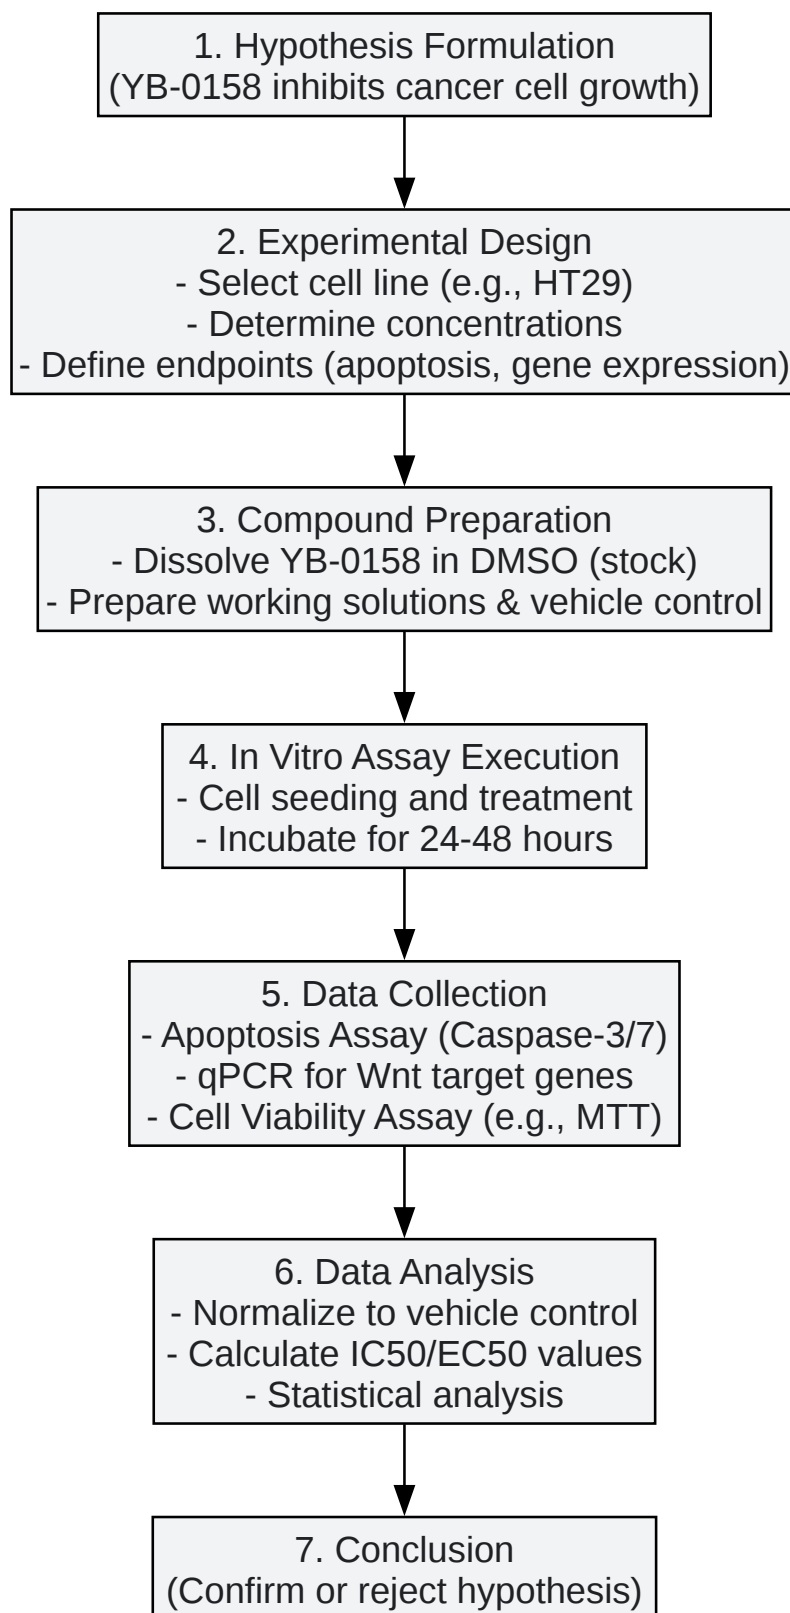 1. Hypothesis Formulation
(YB-0158 inhibits cancer cell growth)
2. Experimental Design
- Select cell line (e.g., HT29)
- Determine concentrations
- Define endpoints (apoptosis, gene expression)
3. Compound Preparation
- Dissolve YB-0158 in DMSO (stock)
- Prepare working solutions & vehicle control
4. In Vitro Assay Execution
- Cell seeding and treatment
- Incubate for 24-48 hours
5. Data Collection
- Apoptosis Assay (Caspase-3/7)
- qPCR for Wnt target genes
- Cell Viability Assay (e.g., MTT)
6. Data Analysis
- Normalize to vehicle control
- Calculate IC50/EC50 values
- Statistical analysis
7. Conclusion
(Confirm or reject hypothesis)